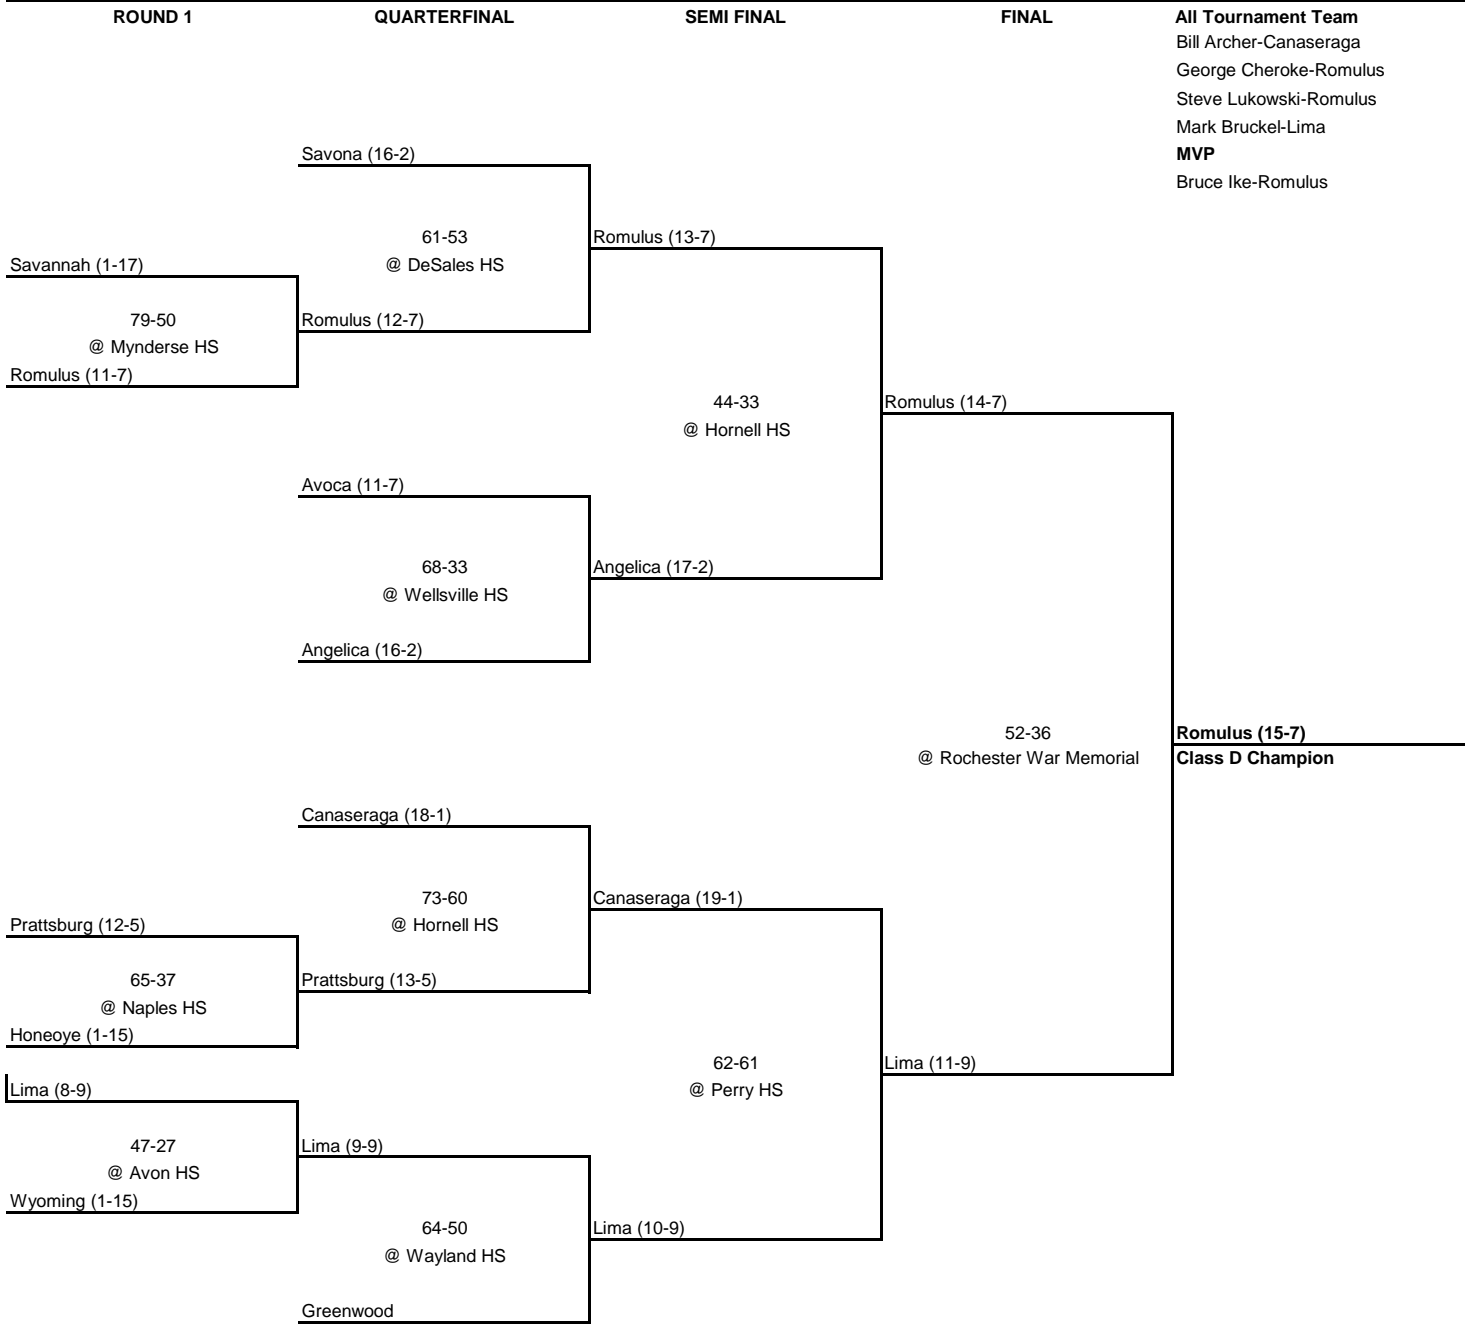 ROUND 1 QUARTERFINAL SEMI FINAL FINAL All Tournament Team
Bill Archer-Canaseraga
George Cheroke-Romulus
Steve Lukowski-Romulus
Mark Bruckel-Lima
Savona (16-2) MVP
Bruce Ike-Romulus
61-53 Romulus (13-7)
Savannah (1-17) @ DeSales HS
79-50 Romulus (12-7)
@ Mynderse HS
Romulus (11-7)
44-33 Romulus (14-7)
@ Hornell HS
Avoca (11-7)
68-33 Angelica (17-2)
@ Wellsville HS
Angelica (16-2)
52-36 Romulus (15-7)
@ Rochester War Memorial Class D Champion
Canaseraga (18-1)
73-60 Canaseraga (19-1)
Prattsburg (12-5) @ Hornell HS
65-37 Prattsburg (13-5)
@ Naples HS
Honeoye (1-15)
62-61 Lima (11-9)
Lima (8-9) @ Perry HS
47-27 Lima (9-9)
@ Avon HS
Wyoming (1-15)
64-50 Lima (10-9)
@ Wayland HS
Greenwood